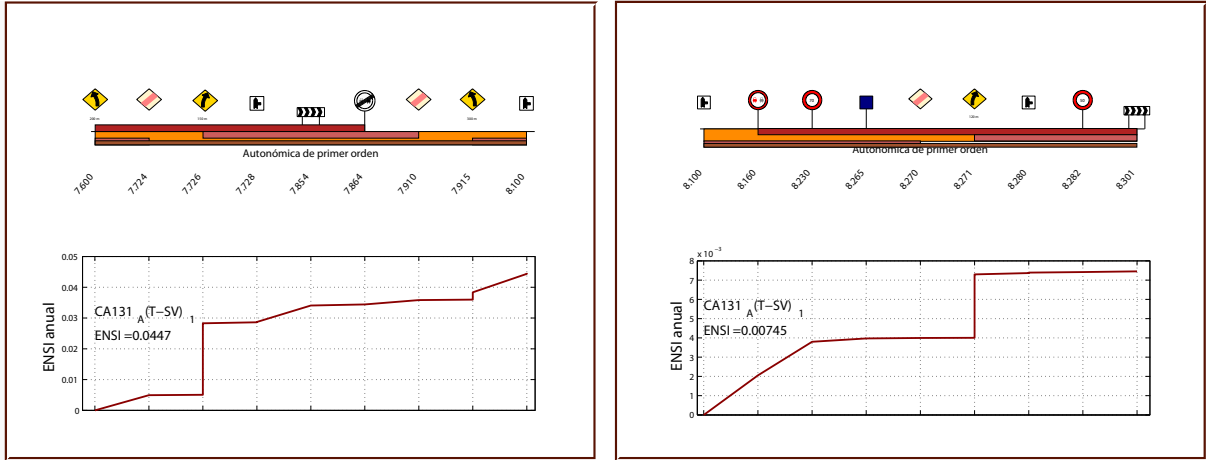 200 m
150 m
800 m
Autonómica de primer orden
7.600
7.724
7.726
7.728
7.854
7.864
7.910
7.915
8.100
ENSI anual
0.05
0.04
0.03
0.02
0.01
0
CA131 A(T−SV) 1
ENSI =0.0447
120 m
Autonómica de primer orden
8.100
8.160
8.230
8.265
8.270
8.271
8.280
8.282
8.301
ENSI anual
x 10 −3
8
7
6
5
4
3
2
1
0
CA131 A(T−SV) 1
ENSI =0.00745